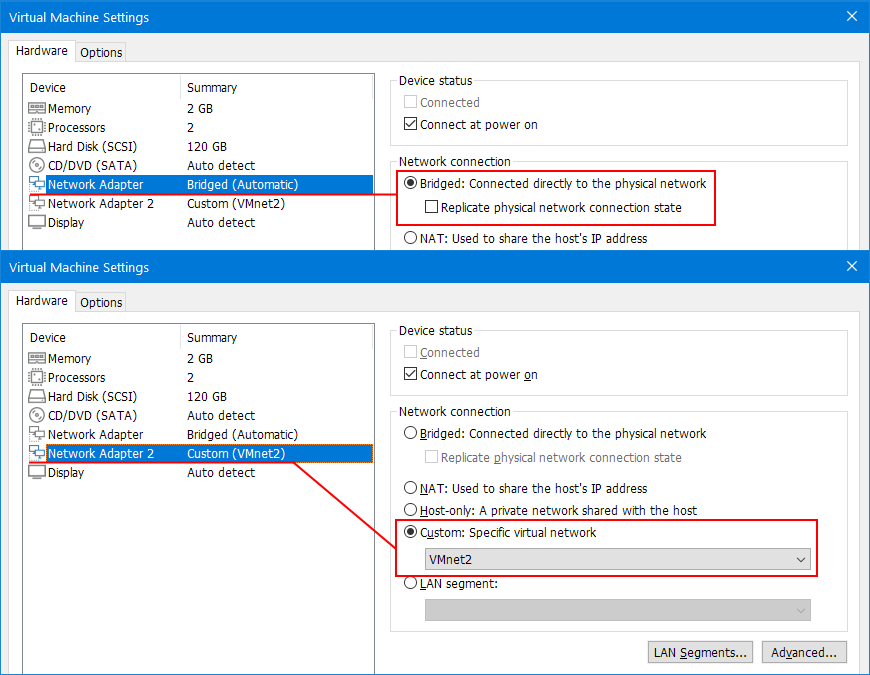 Virtual Machine Settings
Hardware Options
Device Summary
Memory 2 GB
Processors 2
Hard Disk (SCSI) 120 GB
CD/DVD (SATA) Auto detect
Network Adapter Bridged (Automatic)
Network Adapter 2 Custom (VMnet2)
Display Auto detect
Device status
Connected
Connect at power on
Network connection
Bridged: Connected directly to the physical network
Replicate physical network connection state
NAT: Used to share the host's IP address
Virtual Machine Settings
Hardware Options
Device Summary
Memory 2 GB
Processors 2
Hard Disk (SCSI) 120 GB
CD/DVD (SATA) Auto detect
Network Adapter Bridged (Automatic)
Network Adapter 2 Custom (VMnet2)
Display Auto detect
Device status
Connected
Connect at power on
Network connection
Bridged: Connected directly to the physical network
Replicate physical network connection state
NAT: Used to share the host's IP address
Host-only: A private network shared with the host
Custom: Specific virtual network
VMnet2
LAN segment:
LAN Segments... Advanced...